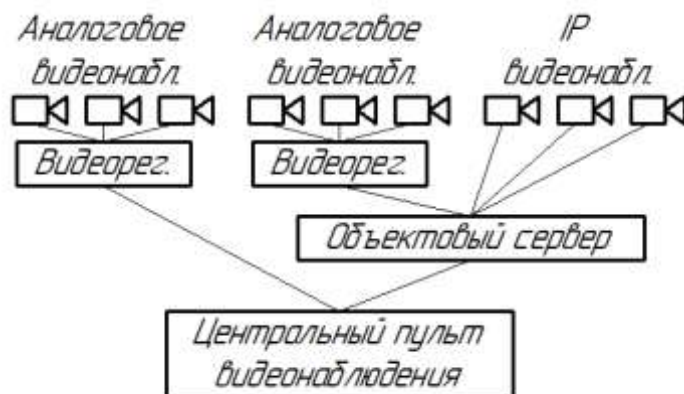 Аналоговое
видеонабл.
Аналоговое
видеонабл.
IP
видеонабл.
Видеорег.
Видеорег.
Объектовый сервер
Центральный пульт
видеонаблюдения